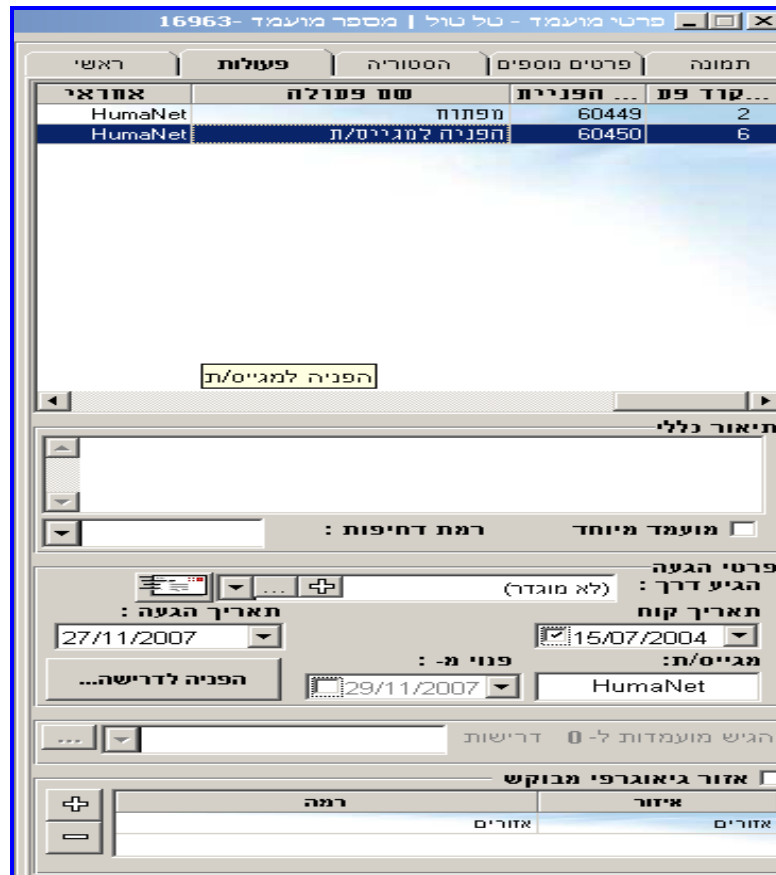 פרטי מועמד - טל טול | מספר מועמד -16963
תמונה פרטים נוספים הסטוריה פעולות ראשי
קוד פע... הפניית ... שם פעולה אחראי
2 60449 מפתוח HumaNet
6 60450 הפניה למגייס/ת HumaNet
הפניה למגייס/ת
תיאור כללי
מועמד מיוחד רמת דחיפות :
פרטי הגעה
הגיע דרך : (לא מוגדר) ...
תאריך קוח תאריך הגעה :
15/07/2004 27/11/2007
מגייס/ת: פנוי מ- :
HumaNet 29/11/2007 הפניה לדרישה...
הגיש מועמדות ל- 0 דרישות ...
אזור גיאוגרפי מבוקש
איזור רמה
אזורים אזורים